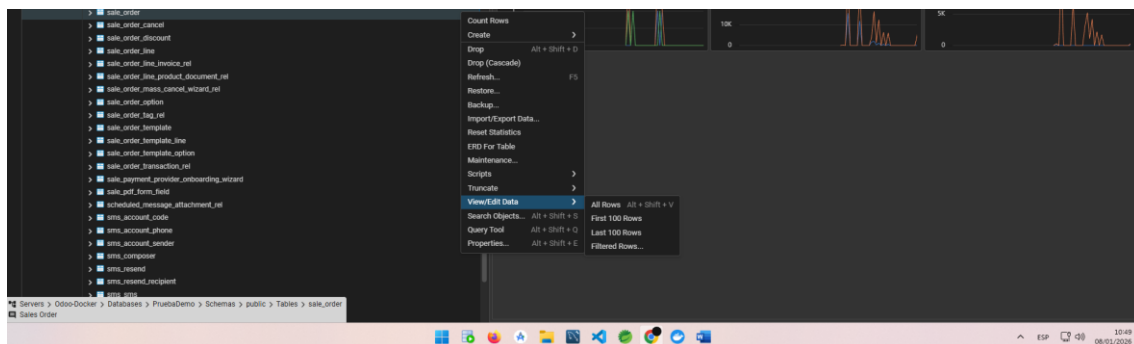 sale_order
sale_order_cancel
sale_order_discount
sale_order_line
sale_order_line_invoice_rel
sale_order_line_product_document_rel
sale_order_mass_cancel_wizard_rel
sale_order_option
sale_order_tag_rel
sale_order_template
sale_order_template_line
sale_order_template_option
sale_order_transaction_rel
sale_payment_provider_onboarding_wizard
sale_pdf_form_field
scheduled_message_attachment_rel
sms_account_code
sms_account_phone
sms_account_sender
sms_composer
sms_resend
sms_resend_recipient
sms_sms
Servers > Odoo-Docker > Databases > PruebaDemo > Schemas > public > Tables > sale_order
Sales Order
Count Rows
Create >
Drop Alt + Shift + D
Drop (Cascade)
Refresh... F5
Restore...
Backup...
Import/Export Data...
Reset Statistics
ERD For Table
Maintenance...
Scripts >
Truncate >
View/Edit Data >
Search Objects... Alt + Shift + S
Query Tool Alt + Shift + Q
Properties... Alt + Shift + E
All Rows Alt + Shift + V
First 100 Rows
Last 100 Rows
Filtered Rows...
10K
0
5K
0
ESP
10:49
08/01/2026